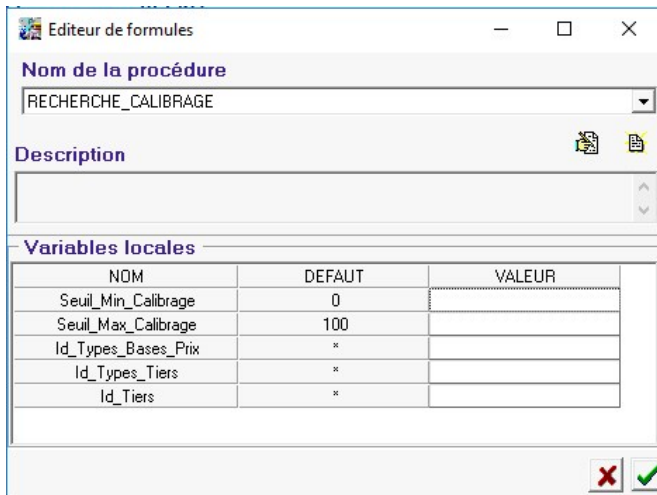 Editeur de formules
Nom de la procédure
RECHERCHE_CALIBRAGE
Description
Variables locales
NOM DEFAUT VALEUR
Seuil_Min_Calibrage 0
Seuil_Max_Calibrage 100
Id_Types_Bases_Prix *
Id_Types_Tiers *
Id_Tiers *